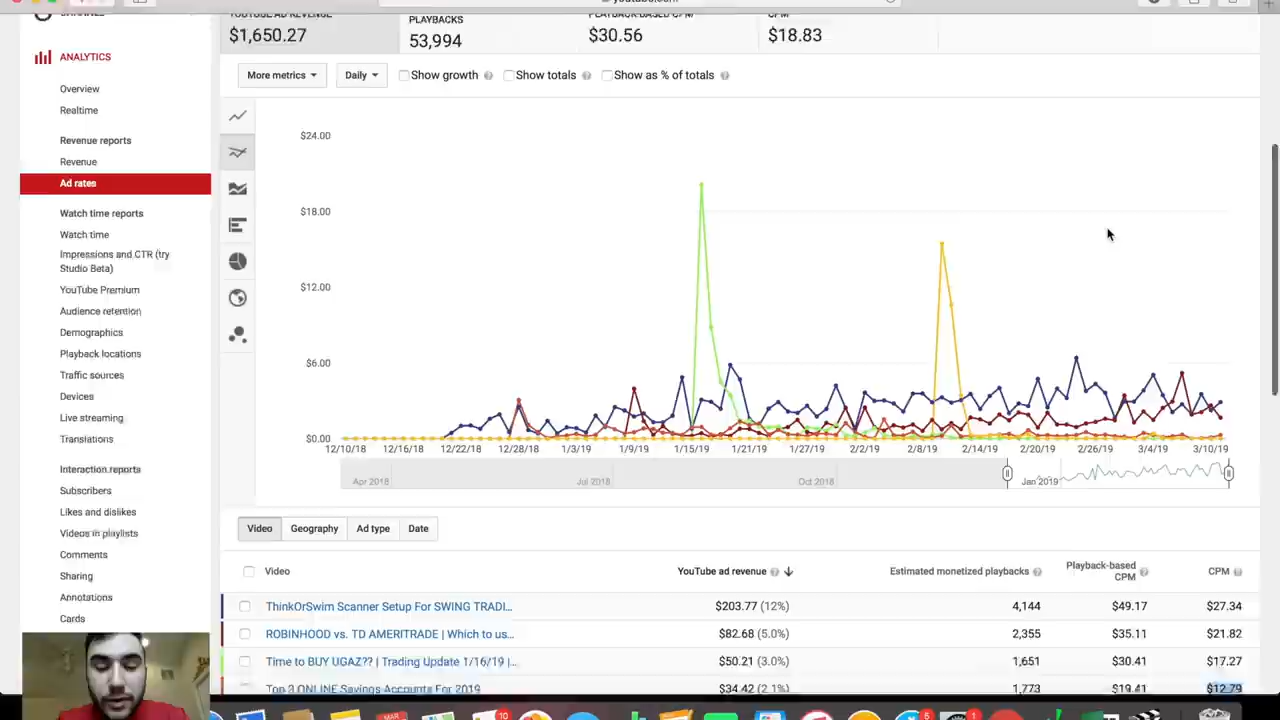 youtube.com
CHANNEL
YOUTUBE AD REVENUE
$1,650.27
PLAYBACKS
53,994
PLAYBACK-BASED CPM
$30.56
CPM
$18.83
ANALYTICS
Overview
Realtime
Revenue reports
Revenue
Ad rates
Watch time reports
Watch time
Impressions and CTR (try
Studio Beta)
YouTube Premium
Audience retention
Demographics
Playback locations
Traffic sources
Devices
Live streaming
Translations
Interaction reports
Subscribers
Likes and dislikes
Videos in playlists
Comments
Sharing
Annotations
Cards
More metrics Daily Show growth Show totals Show as % of totals
$24.00
$18.00
$12.00
$6.00
$0.00
12/10/18 12/16/18 12/22/18 12/28/18 1/3/19 1/9/19 1/15/19 1/21/19 1/27/19 2/2/19 2/8/19 2/14/19 2/20/19 2/26/19 3/4/19 3/10/19
Apr 2018 Jul 2018 Oct 2018 Jan 2019
Video Geography Ad type Date
Video YouTube ad revenue Estimated monetized playbacks Playback-based CPM CPM
ThinkOrSwim Scanner Setup For SWING TRADI... $203.77 (12%) 4,144 $49.17 $27.34
ROBINHOOD vs. TD AMERITRADE | Which to us... $82.68 (5.0%) 2,355 $35.11 $21.82
Time to BUY UGAZ?? | Trading Update 1/16/19 |... $50.21 (3.0%) 1,651 $30.41 $17.27
Top 3 ONLINE Savings Accounts For 2019 $34.42 (2.1%) 1,773 $19.41 $12.79
MAR 10 6 1